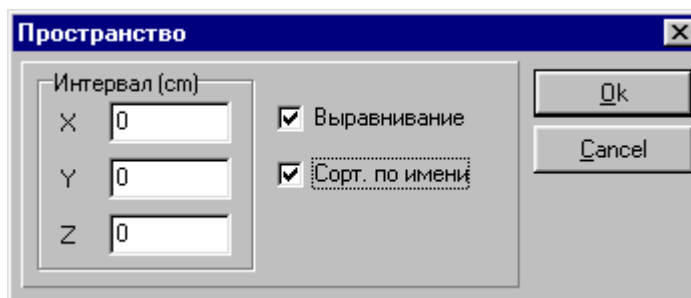 Пространство
Интервал (cm)
X 0
Y 0
Z 0
Выравнивание
Сорт. по имени
Ok
Cancel